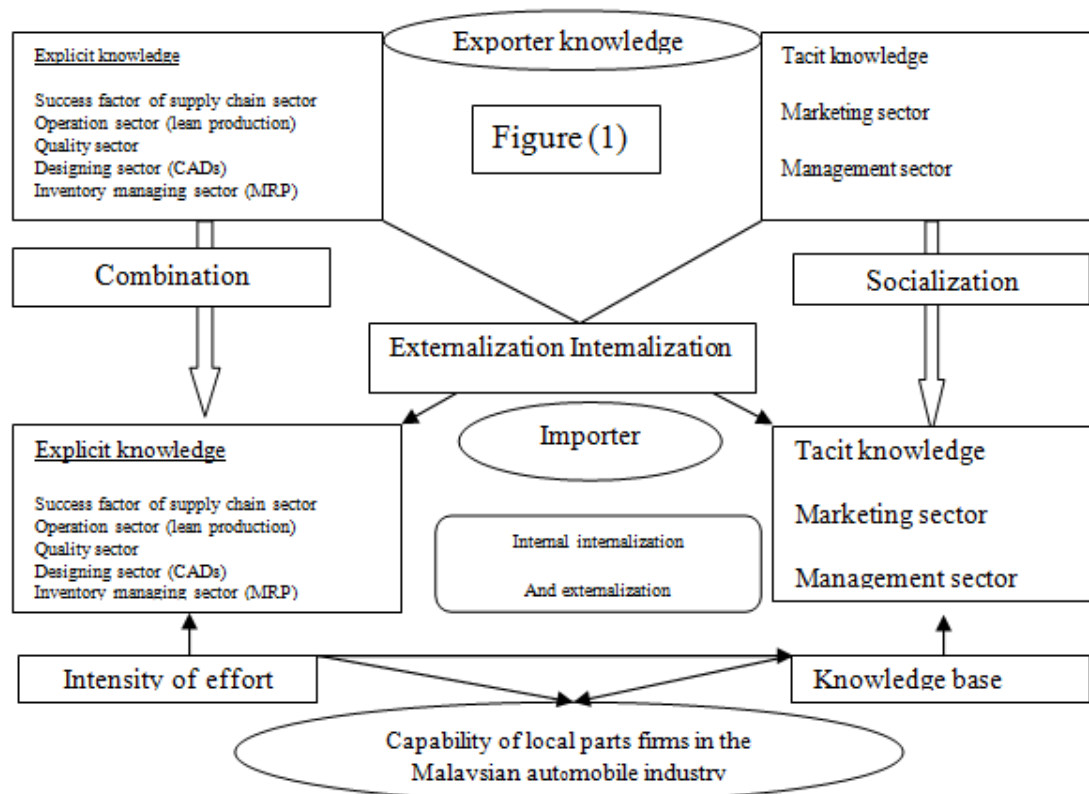 Exporter knowledge
Explicit knowledge
Success factor of supply chain sector
Operation sector (lean production)
Quality sector
Designing sector (CADs)
Inventory managing sector (MRP)
Figure (1)
Tacit knowledge
Marketing sector
Management sector
Combination
Socialization
Externalization Internalization
Importer
Explicit knowledge
Success factor of supply chain sector
Operation sector (lean production)
Quality sector
Designing sector (CADs)
Inventory managing sector (MRP)
Internal internalization
And externalization
Tacit knowledge
Marketing sector
Management sector
Intensity of effort
Knowledge base
Capability of local parts firms in the
Malaysian automobile industry